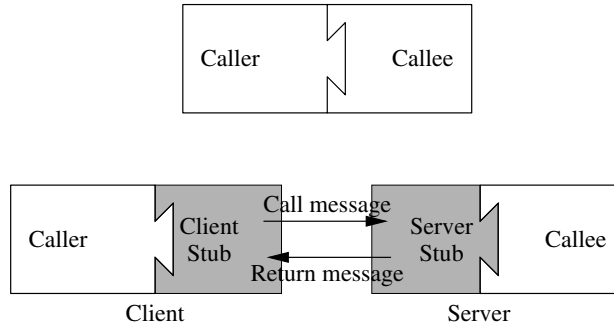 Caller
Callee
Call message
Caller
Client
Stub
Server
Stub
Callee
Return message
Client
Server